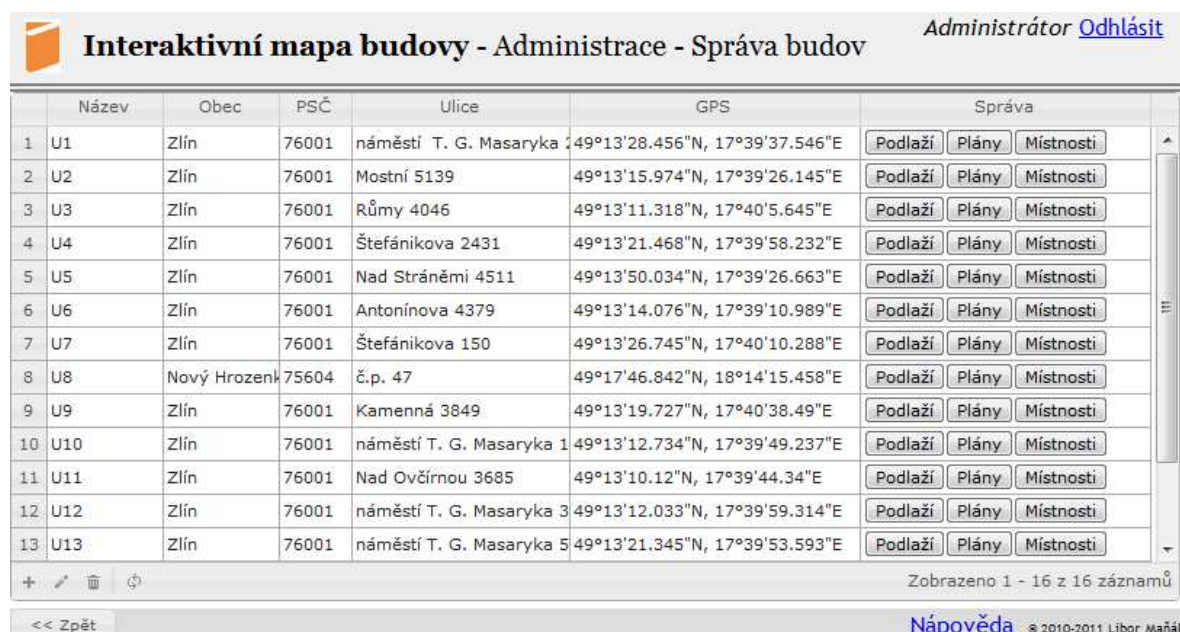 Administrátor Odhlásit
Interaktivní mapa budovy - Administrace - Správa budov
Název Obec PSČ Ulice GPS Správa
1 U1 Zlín 76001 náměstí T. G. Masaryka 49°13'28.456"N, 17°39'37.546"E Podlaží Plány Místnosti
2 U2 Zlín 76001 Mostní 5139 49°13'15.974"N, 17°39'26.145"E Podlaží Plány Místnosti
3 U3 Zlín 76001 Růmy 4046 49°13'11.318"N, 17°40'5.645"E Podlaží Plány Místnosti
4 U4 Zlín 76001 Štefánikova 2431 49°13'21.468"N, 17°39'58.232"E Podlaží Plány Místnosti
5 U5 Zlín 76001 Nad Stráněmi 4511 49°13'50.034"N, 17°39'26.663"E Podlaží Plány Místnosti
6 U6 Zlín 76001 Antonínova 4379 49°13'14.076"N, 17°39'10.989"E Podlaží Plány Místnosti
7 U7 Zlín 76001 Štefánikova 150 49°13'26.745"N, 17°40'10.288"E Podlaží Plány Místnosti
8 U8 Nový Hrozenk 75604 č.p. 47 49°17'46.842"N, 18°14'15.458"E Podlaží Plány Místnosti
9 U9 Zlín 76001 Kamenná 3849 49°13'19.727"N, 17°40'38.49"E Podlaží Plány Místnosti
10 U10 Zlín 76001 náměstí T. G. Masaryka 1 49°13'12.734"N, 17°39'49.237"E Podlaží Plány Místnosti
11 U11 Zlín 76001 Nad Ovčírnou 3685 49°13'10.12"N, 17°39'44.34"E Podlaží Plány Místnosti
12 U12 Zlín 76001 náměstí T. G. Masaryka 3 49°13'12.033"N, 17°39'59.314"E Podlaží Plány Místnosti
13 U13 Zlín 76001 náměstí T. G. Masaryka 5 49°13'21.345"N, 17°39'53.593"E Podlaží Plány Místnosti
Zobrazeno 1 - 16 z 16 záznamů
<< Zpět Nápověda © 2010-2011 Libor Maňák